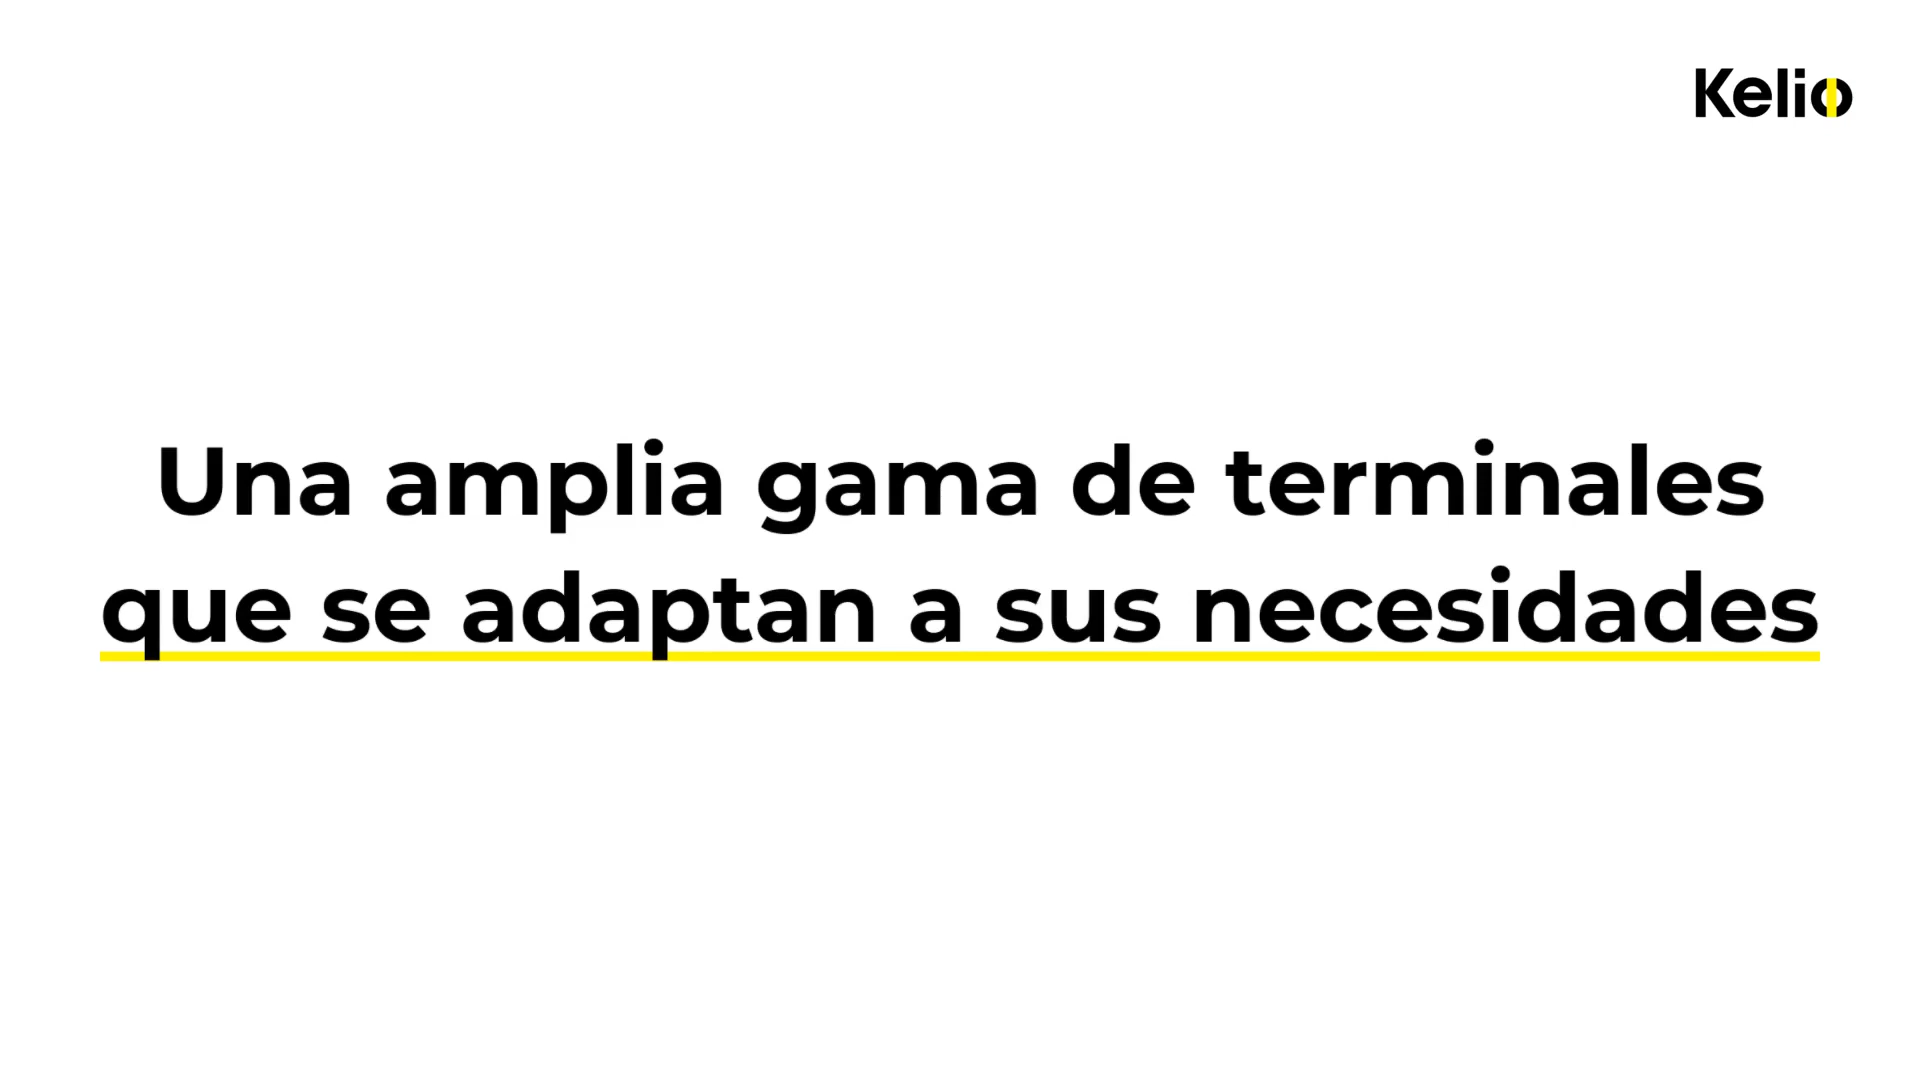 Kelio
Una amplia gama de terminales
que se adaptan a sus necesidades